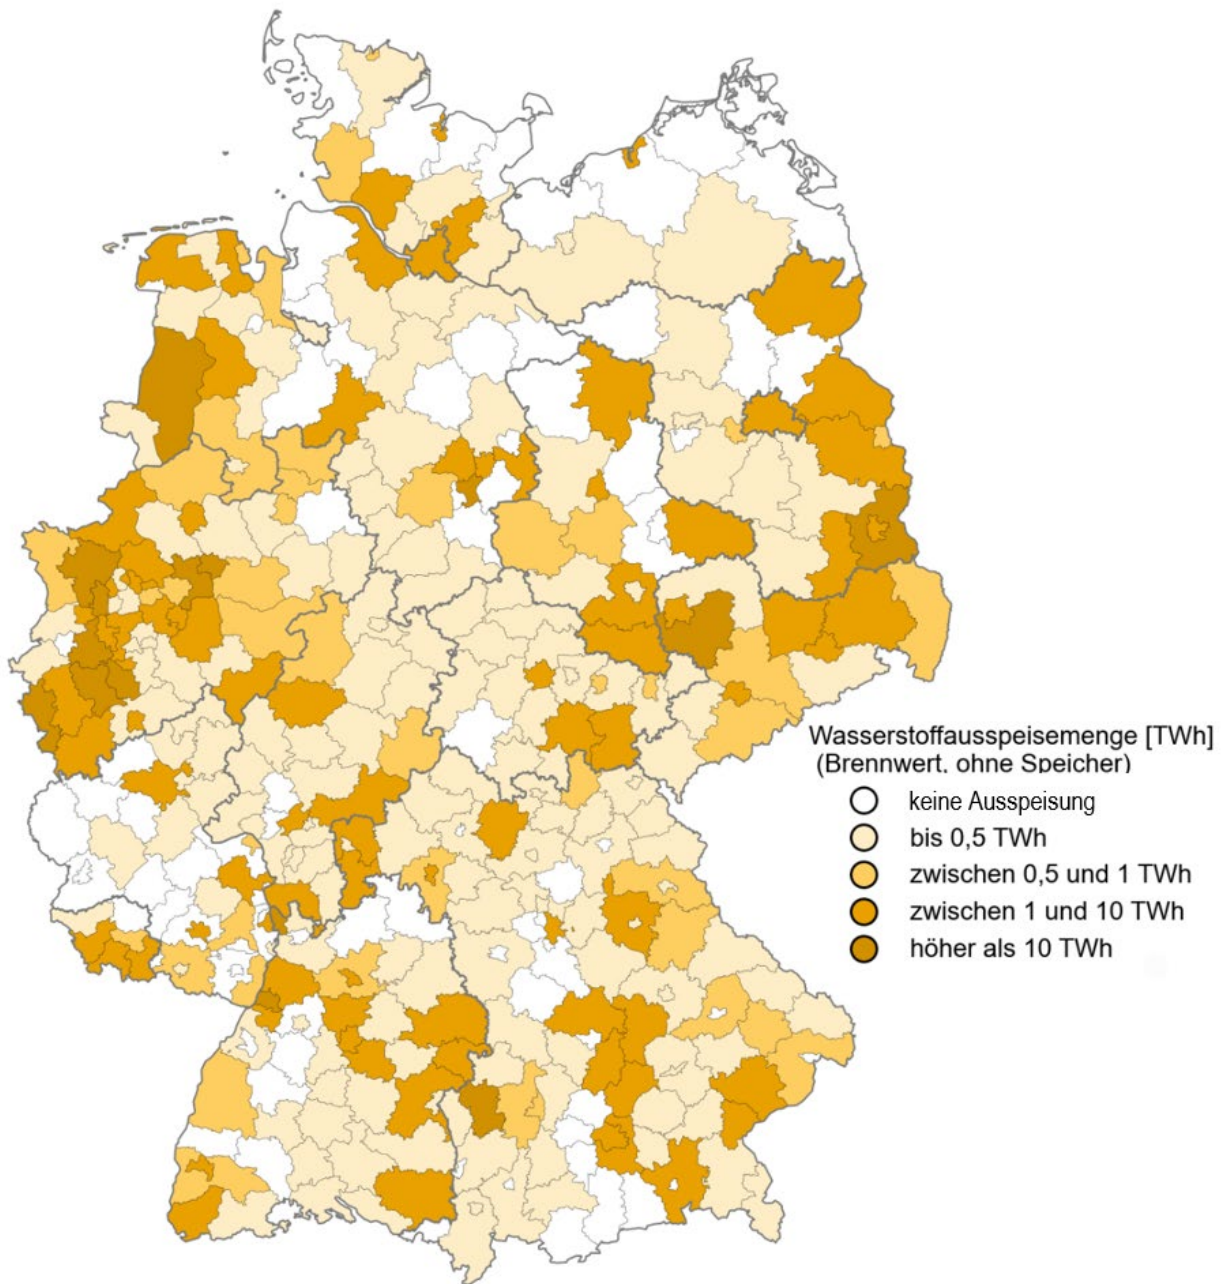 Wasserstoffausspeisemenge [TWh]
(Brennwert, ohne Speicher)
keine Ausspeisung
bis 0,5 TWh
zwischen 0,5 und 1 TWh
zwischen 1 und 10 TWh
höher als 10 TWh